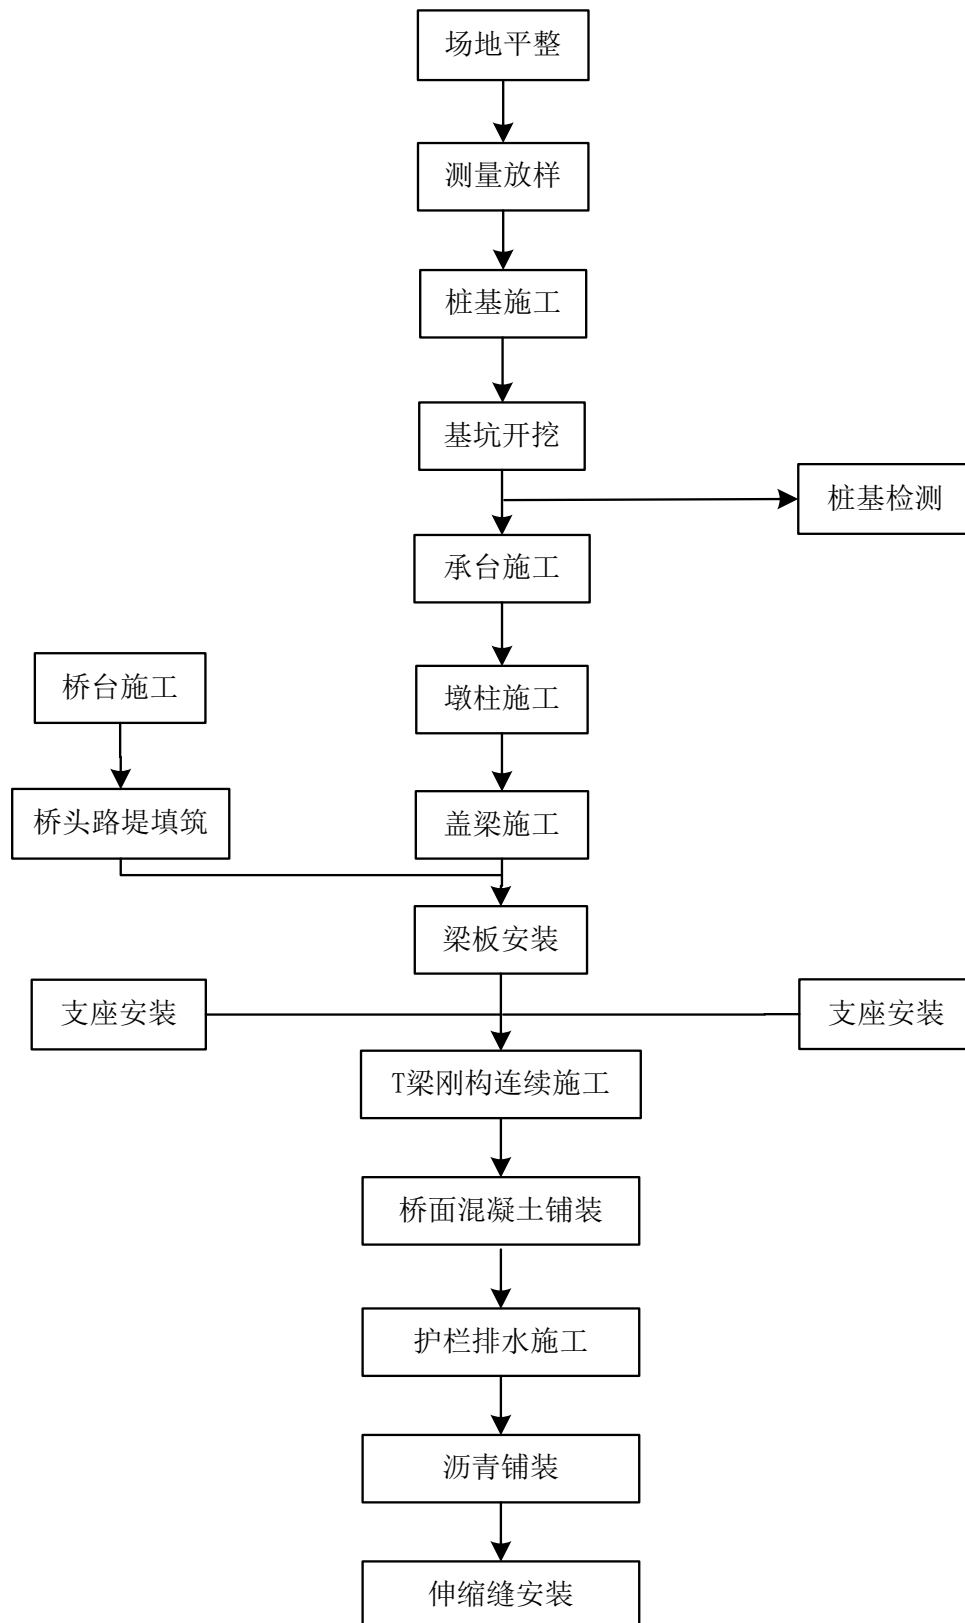 场地平整
测量放样
桩基施工
基坑开挖
桩基检测
承台施工
桥台施工
墩柱施工
桥头路堤填筑
盖梁施工
梁板安装
支座安装
支座安装
T梁刚构连续施工
桥面混凝土铺装
护栏排水施工
沥青铺装
伸缩缝安装